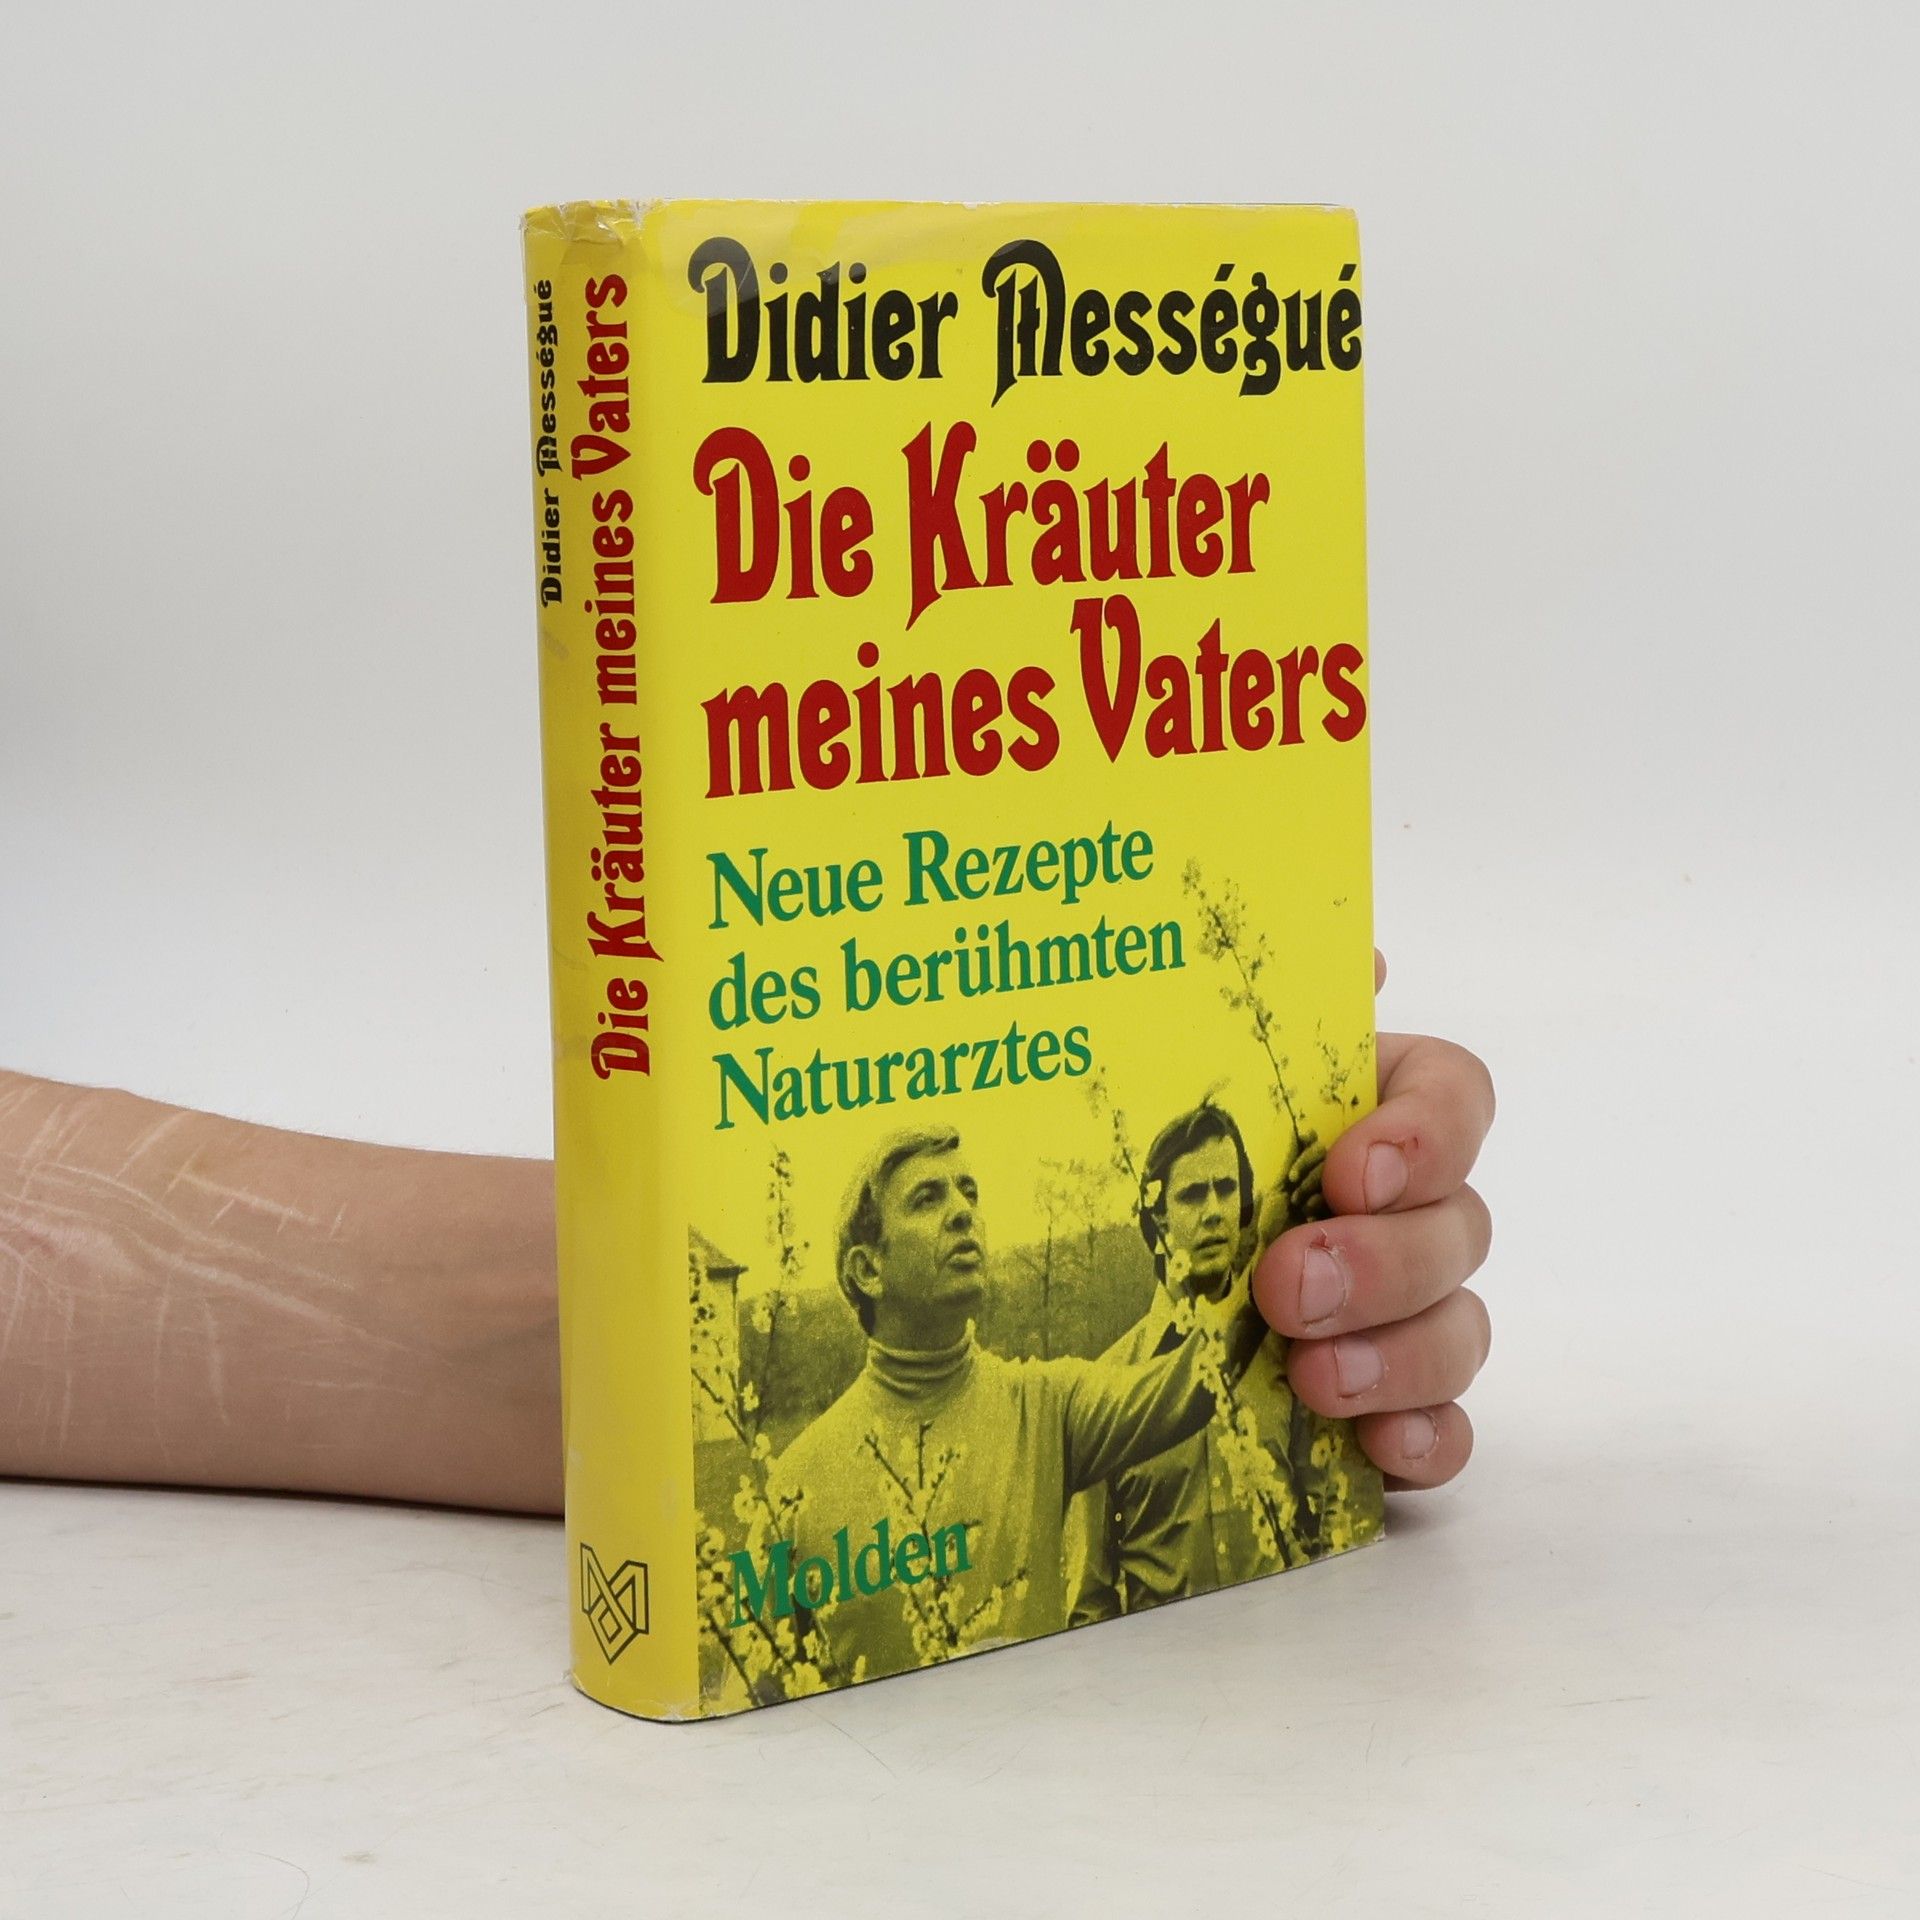 Didier Mességué
Die Kräuter meines Vaters
Didier Mességué
Die Kräuter
meines Vaters
Neue Rezepte
des berühmten
Naturarztes
Molden